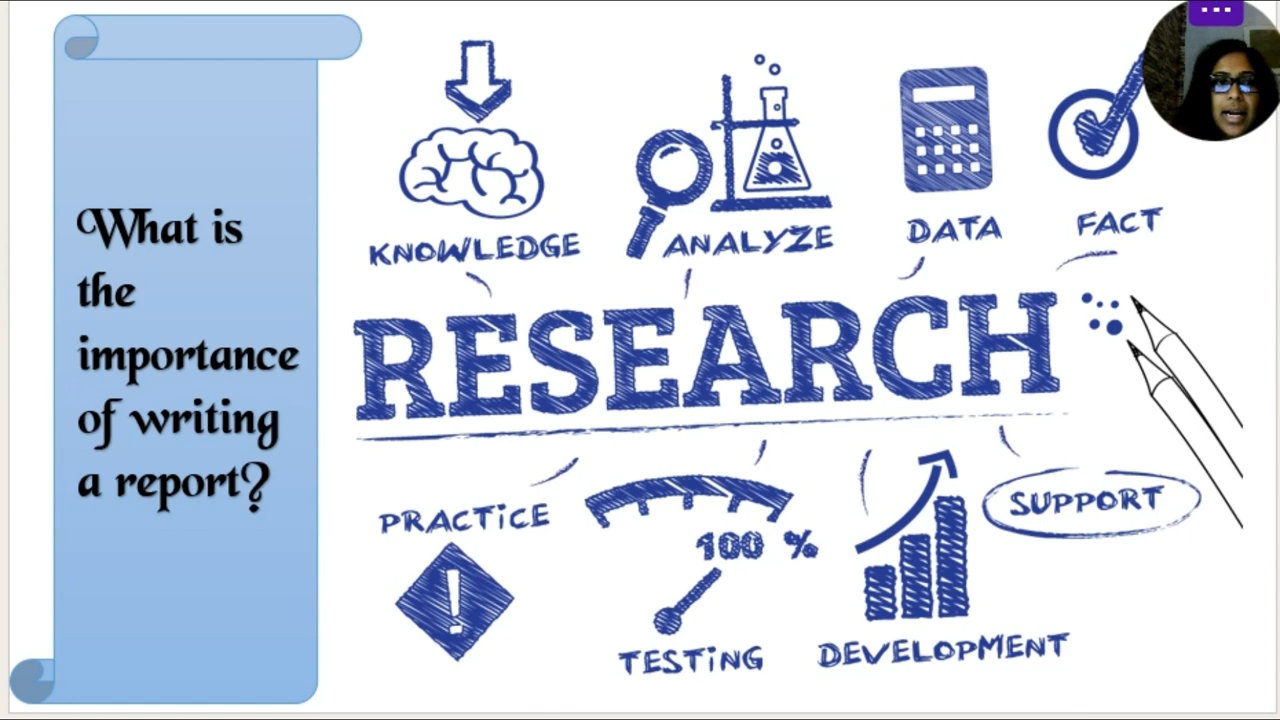 What is
the
importance
of writing
a report?
KNOWLEDGE
ANALYZE
DATA
FACT
RESEARCH
PRACTiCE
100 %
TESTiNG
DEVELOPMENT
SUPPORT